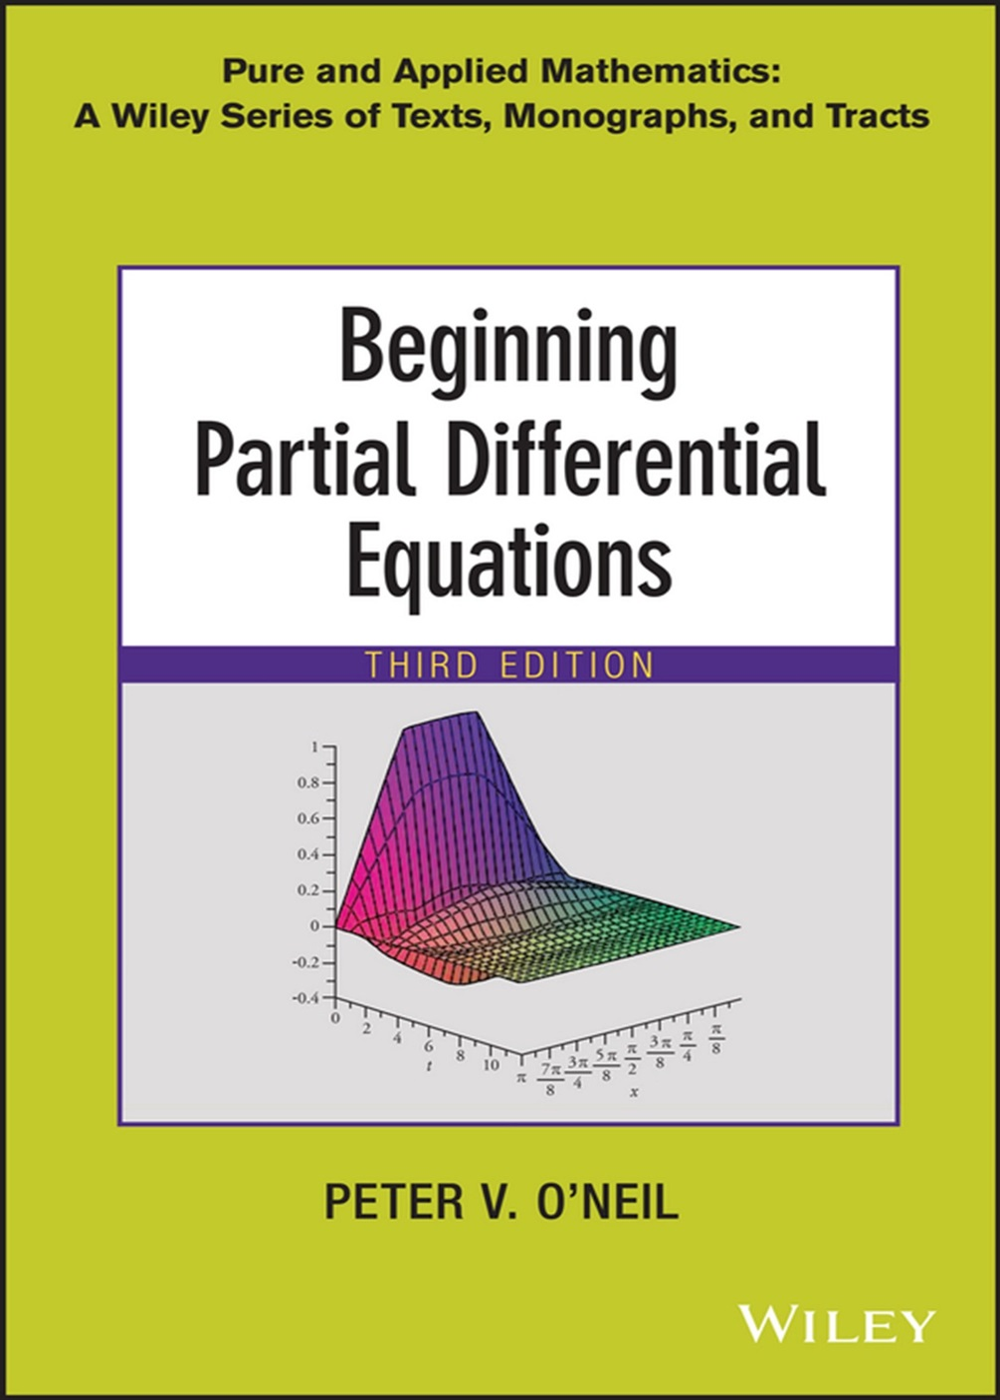 Pure and Applied Mathematics:
A Wiley Series of Texts, Monographs, and Tracts
Beginning
Partial Differential
Equations
THIRD EDITION
1
0.8
0.6
0.4
0.2
0
-0.2
-0.4
0
2
4
6
8
10
t
π
7π/8
3π/4
5π/8
π/2
3π/8
π/4
π/8
x
PETER V. O'NEIL
WILEY